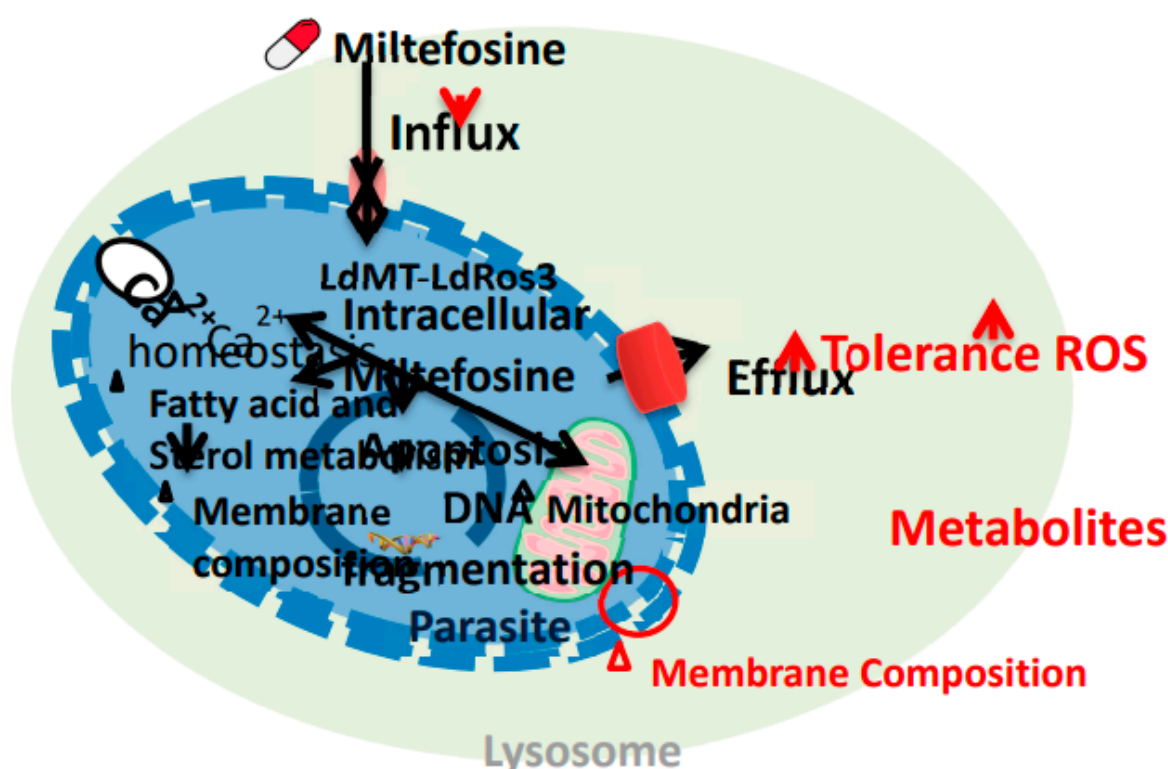 Miltefosine
Influx
LdMT-LdRos3
Intracellular
Miltefosine
Ca2+
homeostasis
Efflux
Tolerance ROS
Fatty acid and
Sterol metabolism
Apoptosis
DNA
fragmentation
Mitochondria
Membrane
composition
Metabolites
Parasite
Membrane Composition
Lysosome